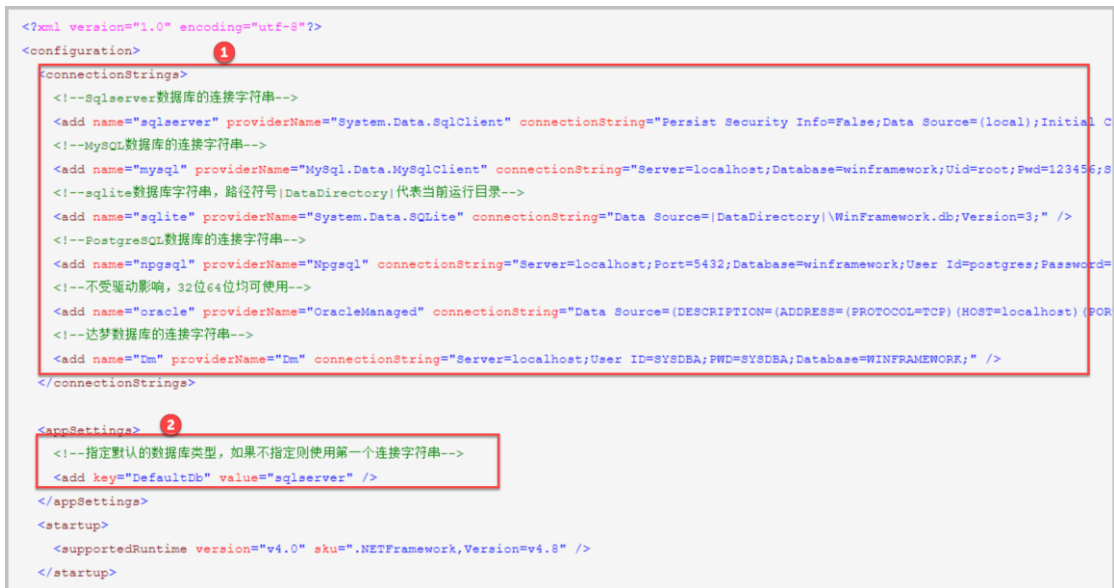 <?xml version="1.0" encoding="utf-8"?>
<configuration>
1
<connectionStrings>
<!--Sqlserver数据库的连接字符串-->
<add name="sqlserver" providerName="System.Data.SqlClient" connectionString="Persist Security Info=False;Data Source=(local);Initial C
<!--MySQL数据库的连接字符串-->
<add name="mysql" providerName="MySql.Data.MySqlClient" connectionString="Server=localhost;Database=winframework;Uid=root;Pwd=123456;S
<!--sqlite数据库字符串，路径符号|DataDirectory|代表当前运行目录-->
<add name="sqlite" providerName="System.Data.SQLite" connectionString="Data Source=|DataDirectory|\WinFramework.db;Version=3;" />
<!--PostgreSQL数据库的连接字符串-->
<add name="npgsql" providerName="Npgsql" connectionString="Server=localhost;Port=5432;Database=winframework;User Id=postgres;Password=
<!--不受驱动影响，32位64位均可使用-->
<add name="oracle" providerName="OracleManaged" connectionString="Data Source=(DESCRIPTION=(ADDRESS=(PROTOCOL=TCP)(HOST=localhost)(POR
<!--达梦数据库的连接字符串-->
<add name="Dm" providerName="Dm" connectionString="Server=localhost;User ID=SYSDBA;PWD=SYSDBA;Database=WINFRAMEWORK;" />
</connectionStrings>
<appSettings>
2
<!--指定默认的数据库类型，如果不指定则使用第一个连接字符串-->
<add key="DefaultDb" value="sqlserver" />
</appSettings>
<startup>
<supportedRuntime version="v4.0" sku=".NETFramework,Version=v4.8" />
</startup>